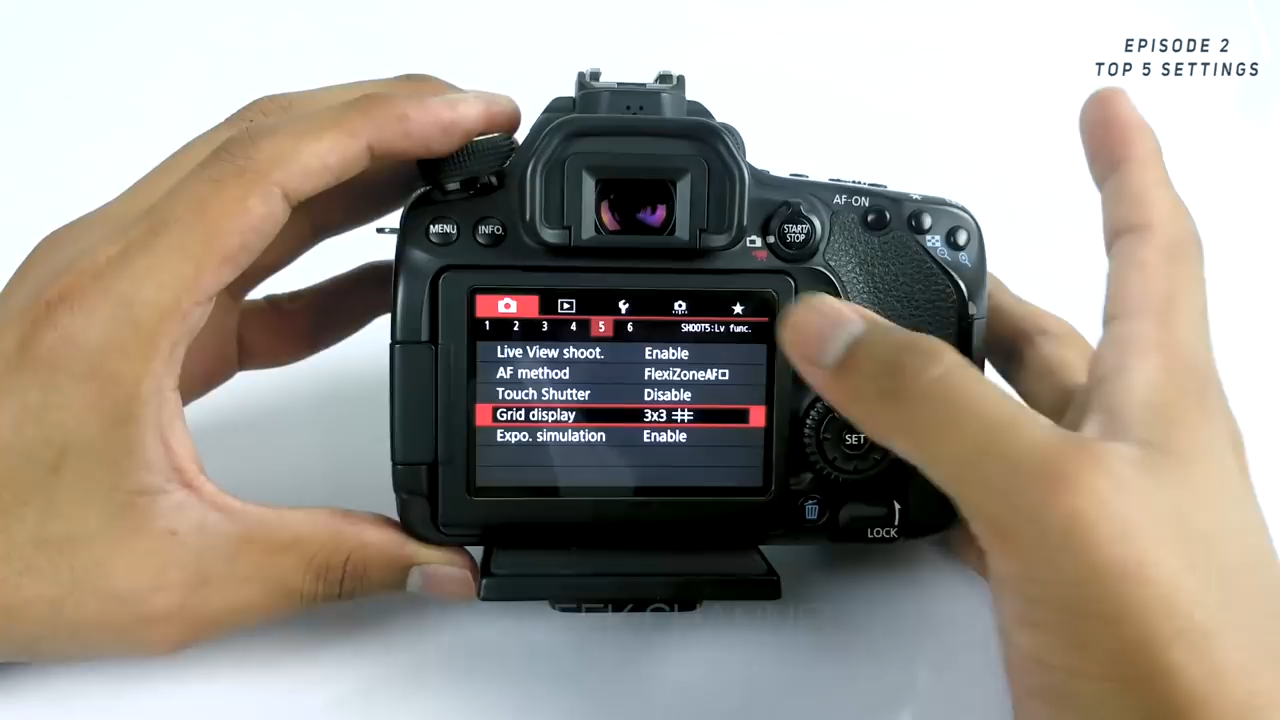 EPISODE 2
TOP 5 SETTINGS
AF-ON
MENU
INFO.
START/
STOP
1 2 3 4 5 6 SHOOT5:Lv func.
Live View shoot. Enable
AF method FlexiZoneAF
Touch Shutter Disable
Grid display 3x3
Expo. simulation Enable
SET
LOCK